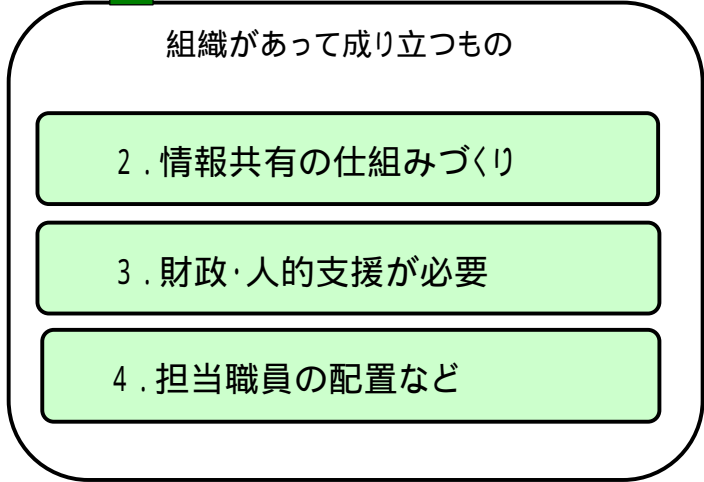 組織があって成り立つもの
2.情報共有の仕組みづくり
3.財政・人的支援が必要
4.担当職員の配置など